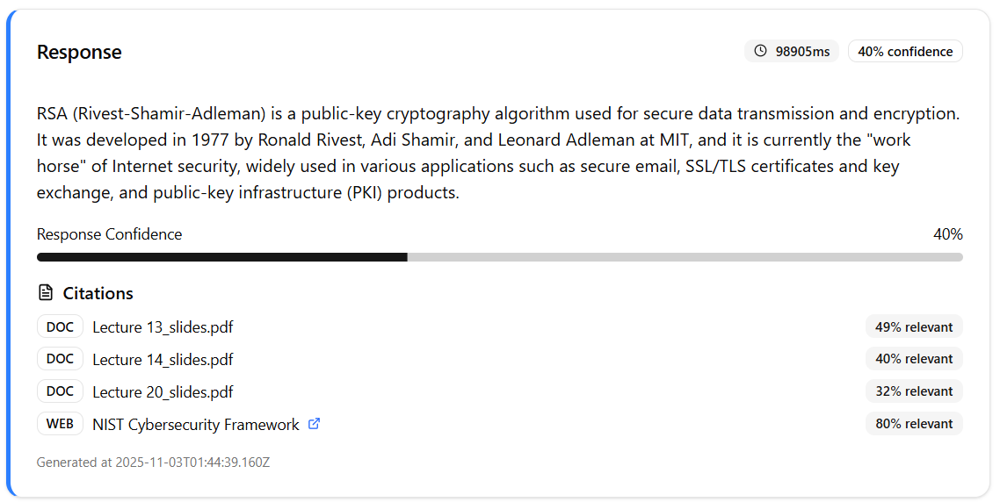 Response
98905ms
40% confidence
RSA (Rivest-Shamir-Adleman) is a public-key cryptography algorithm used for secure data transmission and encryption.
It was developed in 1977 by Ronald Rivest, Adi Shamir, and Leonard Adleman at MIT, and it is currently the "work
horse" of Internet security, widely used in various applications such as secure email, SSL/TLS certificates and key
exchange, and public-key infrastructure (PKI) products.
Response Confidence 40%
Citations
DOC Lecture 13_slides.pdf 49% relevant
DOC Lecture 14_slides.pdf 40% relevant
DOC Lecture 20_slides.pdf 32% relevant
WEB NIST Cybersecurity Framework 80% relevant
Generated at 2025-11-03T01:44:39.160Z